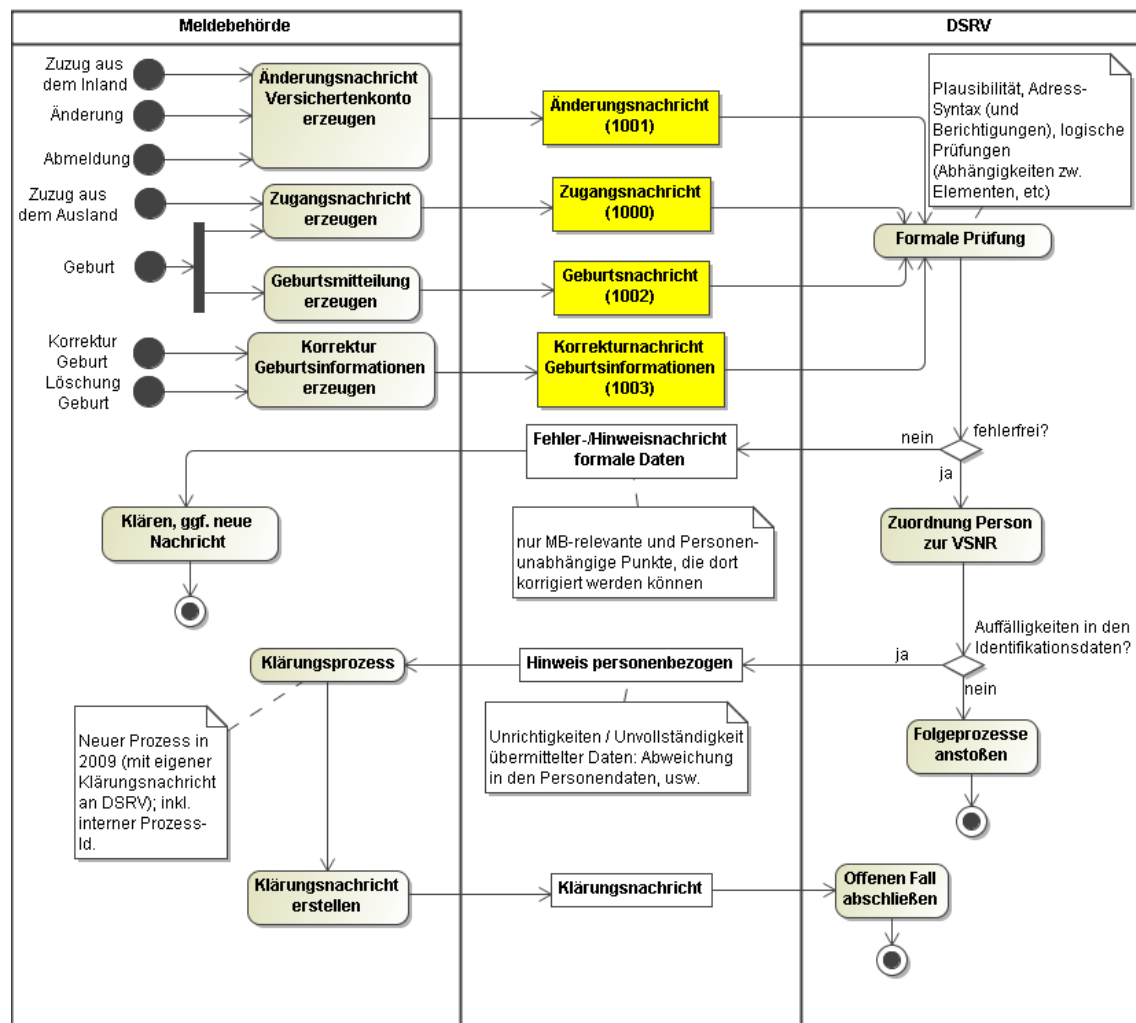 Meldebehörde
DSRV
Zuzug aus
dem Inland
Änderung
Abmeldung
Änderungsnachricht
Versichertenkonto
erzeugen
Änderungsnachricht
(1001)
Plausibilität, Adress-
Syntax (und
Berichtigungen), logische
Prüfungen
(Abhängigkeiten zw.
Elementen, etc)
Zuzug aus
dem Ausland
Zugangsnachricht
erzeugen
Zugangsnachricht
(1000)
Formale Prüfung
Geburt
Geburtsmitteilung
erzeugen
Geburtsnachricht
(1002)
Korrektur
Geburt
Löschung
Geburt
Korrektur
Geburtsinformationen
erzeugen
Korrekturnachricht
Geburtsinformationen
(1003)
fehlerfrei?
nein
ja
Fehler-/Hinweisnachricht
formale Daten
Klären, ggf. neue
Nachricht
nur MB-relevante und Personen-
unabhängige Punkte, die dort
korrigiert werden können
Zuordnung Person
zur VSNR
Auffälligkeiten in den
Identifikationsdaten?
ja
nein
Hinweis personenbezogen
Klärungsprozess
Unrichtigkeiten / Unvollständigkeit
übermittelter Daten: Abweichung
in den Personendaten, usw.
Neuer Prozess in
2009 (mit eigener
Klärungsnachricht
an DSRV); inkl.
interner Prozess-
Id.
Folgeprozesse
anstoßen
Klärungsnachricht
erstellen
Klärungsnachricht
Offenen Fall
abschließen